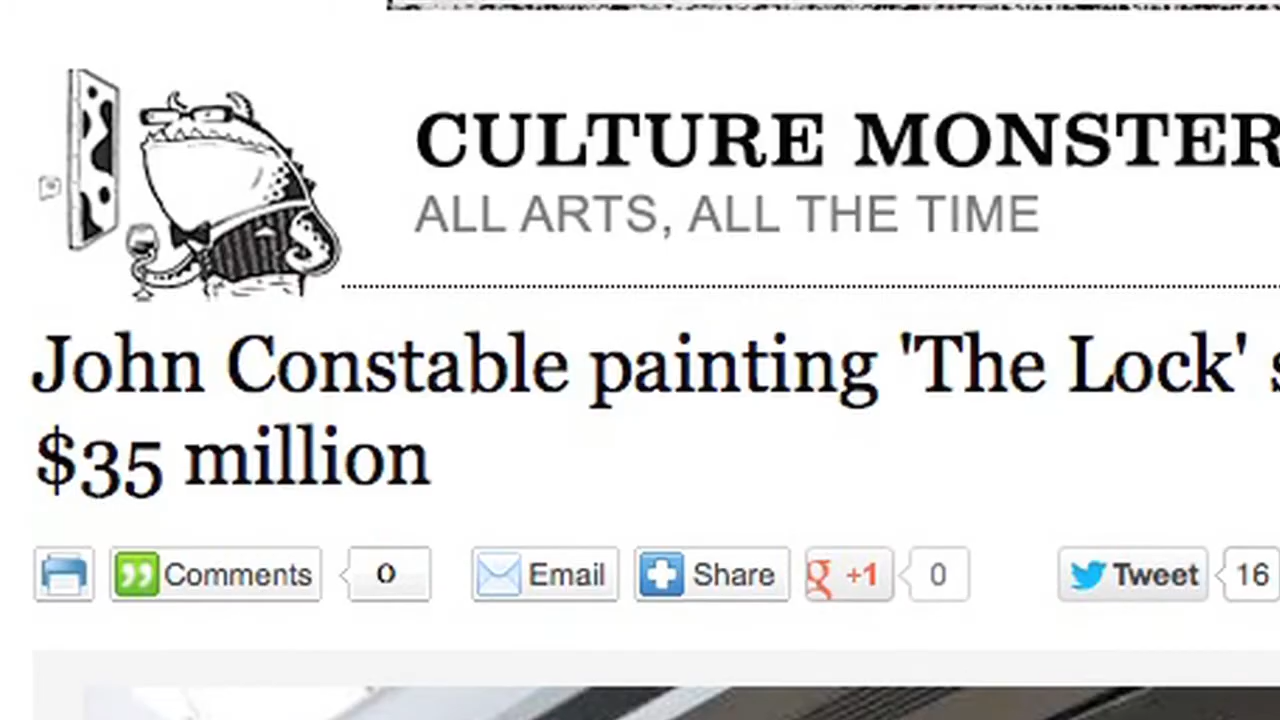 CULTURE MONSTER
ALL ARTS, ALL THE TIME
John Constable painting 'The Lock' s
$35 million
Comments 0 Email Share +1 0 Tweet 16